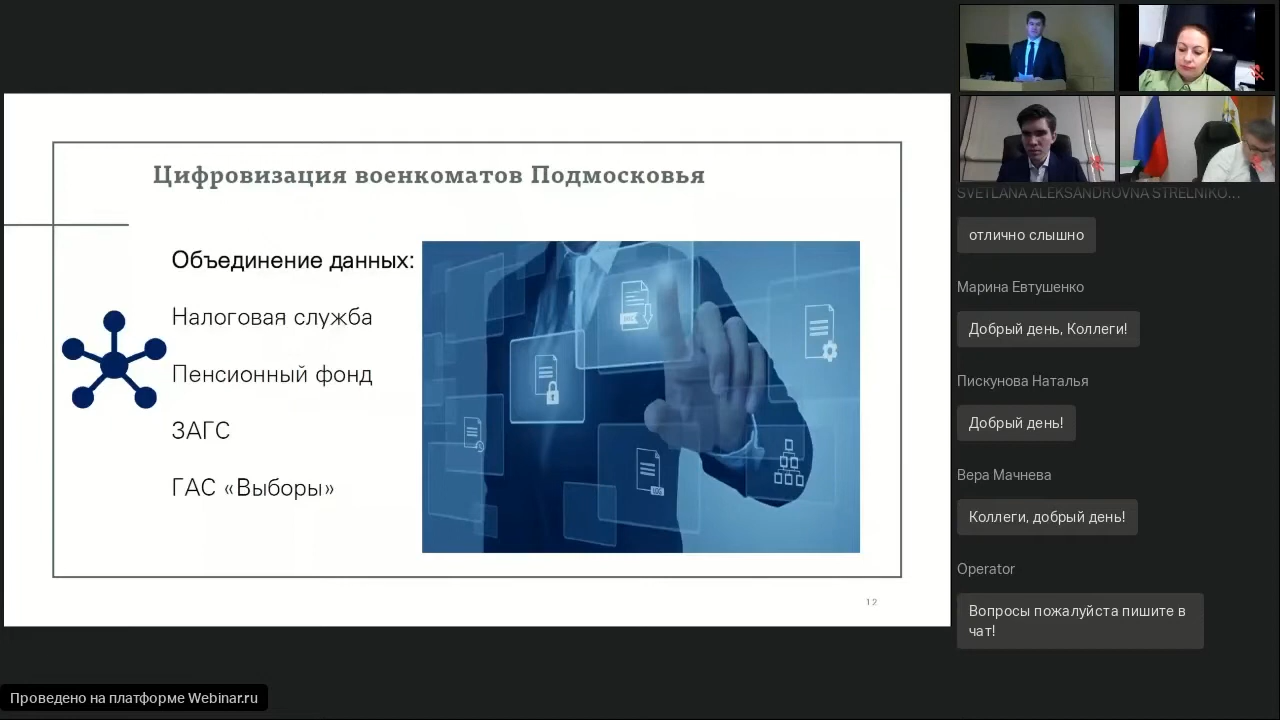 Цифровизация военкоматов Подмосковья
Объединение данных:
Налоговая служба
Пенсионный фонд
ЗАГС
ГАС «Выборы»
12
SVETLANA ALEKSANDROVNA STRELNIKO...
отлично слышно
Марина Евтушенко
Добрый день, Коллеги!
Пискунова Наталья
Добрый день!
Вера Мачнева
Коллеги, добрый день!
Operator
Вопросы пожалуйста пишите в
чат!
Проведено на платформе Webinar.ru